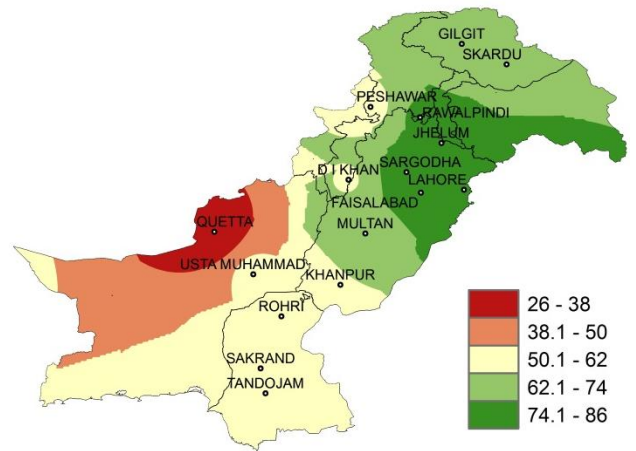 GILGIT
SKARDU
PESHAWAR
RAWALPINDI
JHELUM
D I KHAN
SARGODHA
LAHORE
FAISALABAD
MULTAN
QUETTA
USTA MUHAMMAD
KHANPUR
ROHRI
SAKRAND
TANDOJAM
26 - 38
38.1 - 50
50.1 - 62
62.1 - 74
74.1 - 86